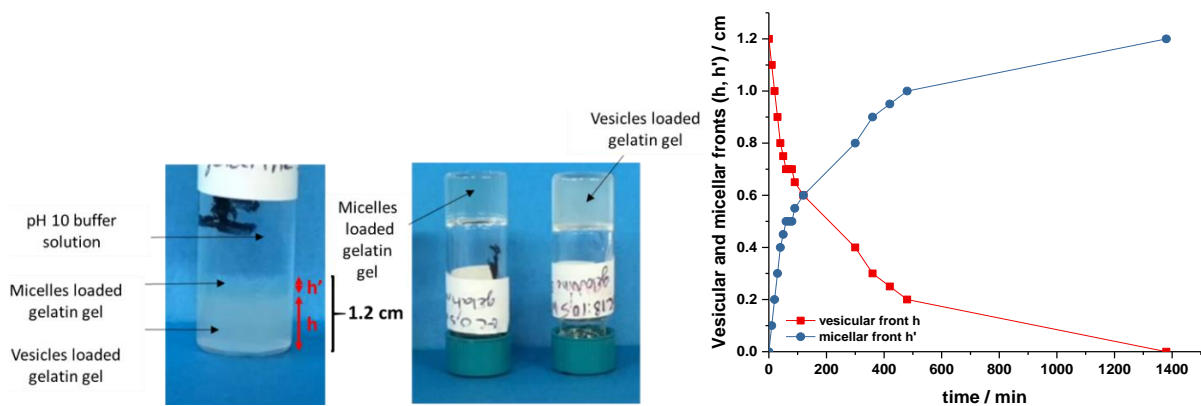 pH 10 buffer
solution
Micelles loaded
gelatin gel
Vesicles loaded
gelatin gel
h'
h
1.2 cm
Micelles
loaded
gelatin
gel
Vesicles loaded
gelatin gel
gelatine
Vesicular and micellar fronts (h, h') / cm
1.2
1.0
0.8
0.6
0.4
0.2
0.0
vesicular front h
micellar front h'
0 200 400 600 800 1000 1200 1400
time / min